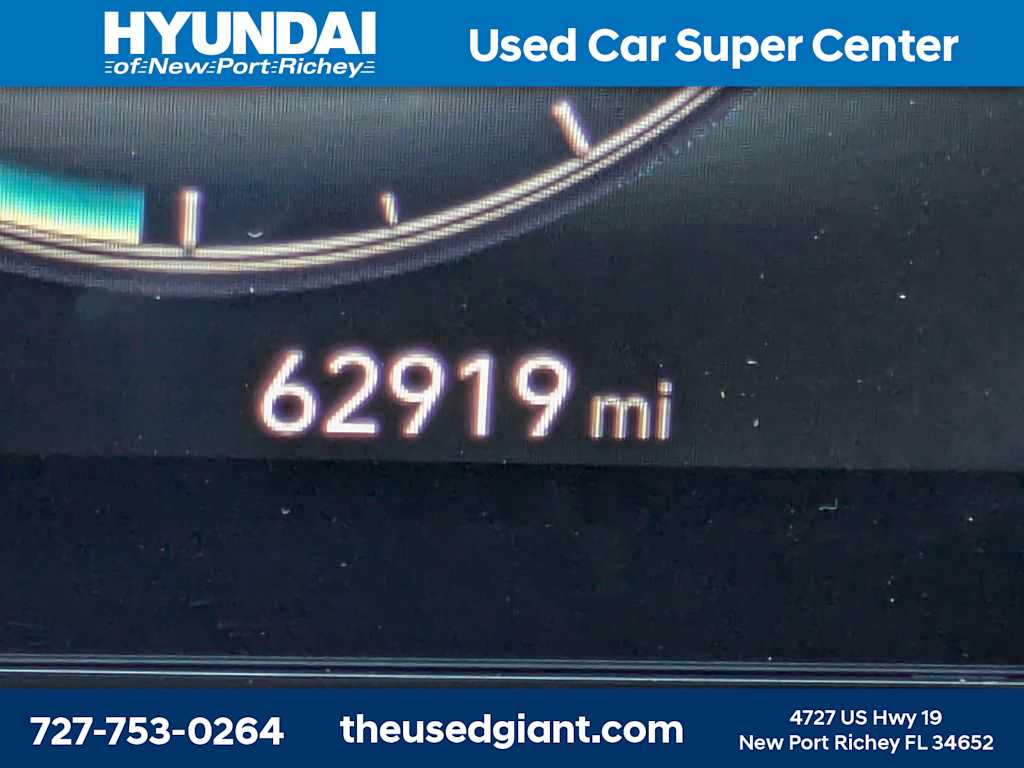 HYUNDAI
of New Port Richey
Used Car Super Center
62919 mi
727-753-0264
theusedgiant.com
4727 US Hwy 19
New Port Richey FL 34652